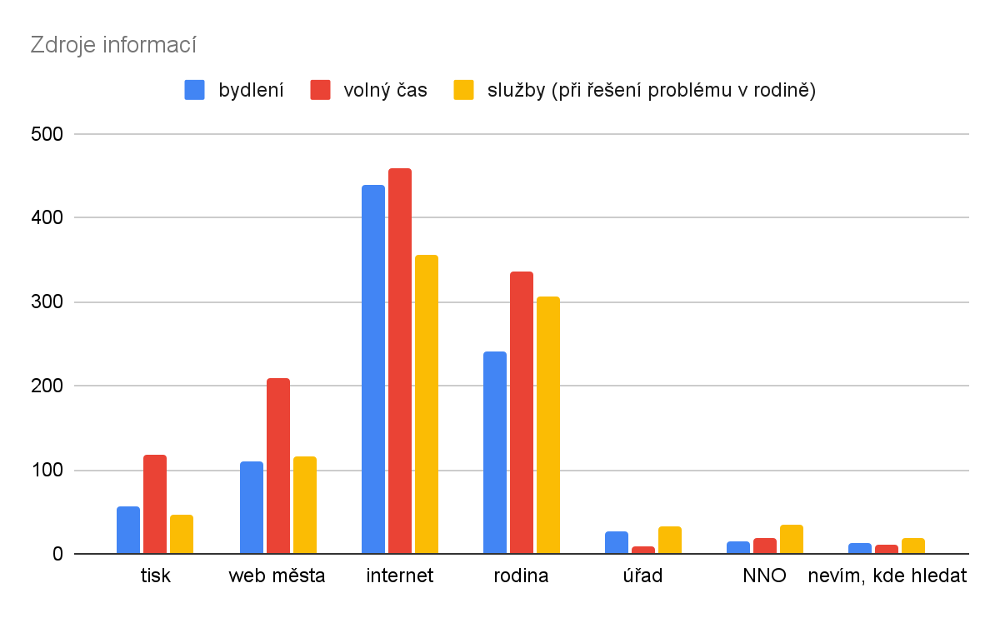 Zdroje informací
bydlení volný čas služby (při řešení problému v rodině)
500
400
300
200
100
0
tisk web města internet rodina úřad NNO nevím, kde hledat